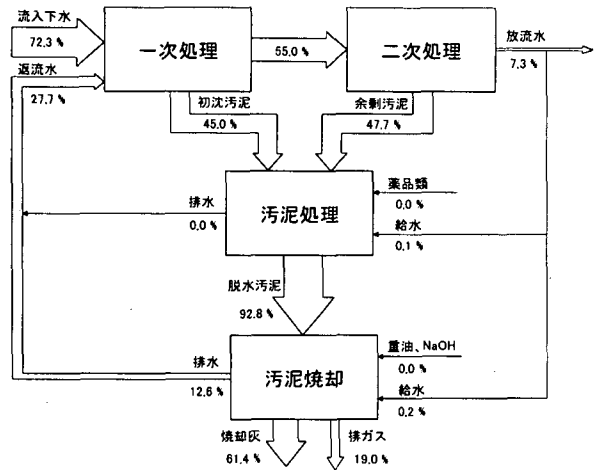 流入下水
72.3 %
一次処理
55.0 %
二次処理
放流水
7.3 %
返流水
27.7 %
初沈汚泥
45.0 %
余剰汚泥
47.7 %
排水
0.0 %
汚泥処理
薬品類
0.0 %
給水
0.1 %
脱水汚泥
92.8 %
排水
12.6 %
汚泥焼却
重油、NaOH
0.0 %
給水
0.2 %
焼却灰
61.4 %
排ガス
19.0 %